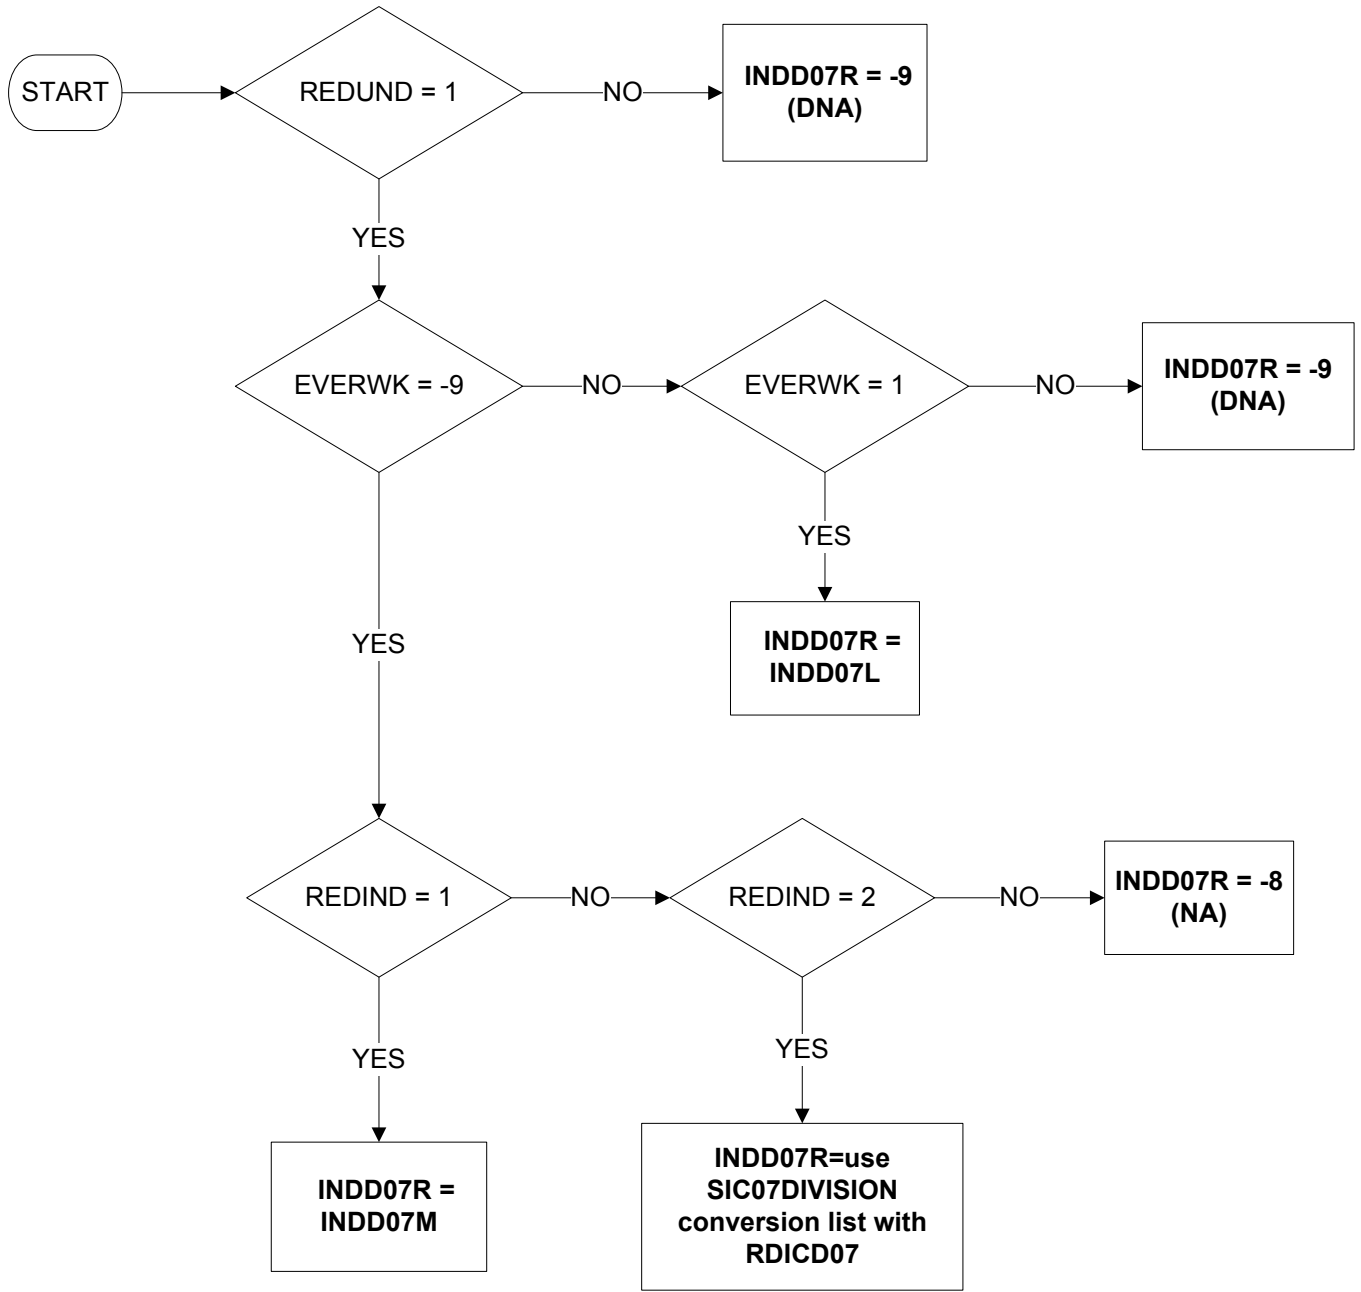 START
REDUND = 1
NO
INDD07R = -9
(DNA)
YES
EVERWK = -9
NO
EVERWK = 1
NO
INDD07R = -9
(DNA)
YES
INDD07R =
INDD07L
YES
REDIND = 1
NO
REDIND = 2
NO
INDD07R = -8
(NA)
YES
INDD07R =
INDD07M
YES
INDD07R=use
SIC07DIVISION
conversion list with
RDICD07